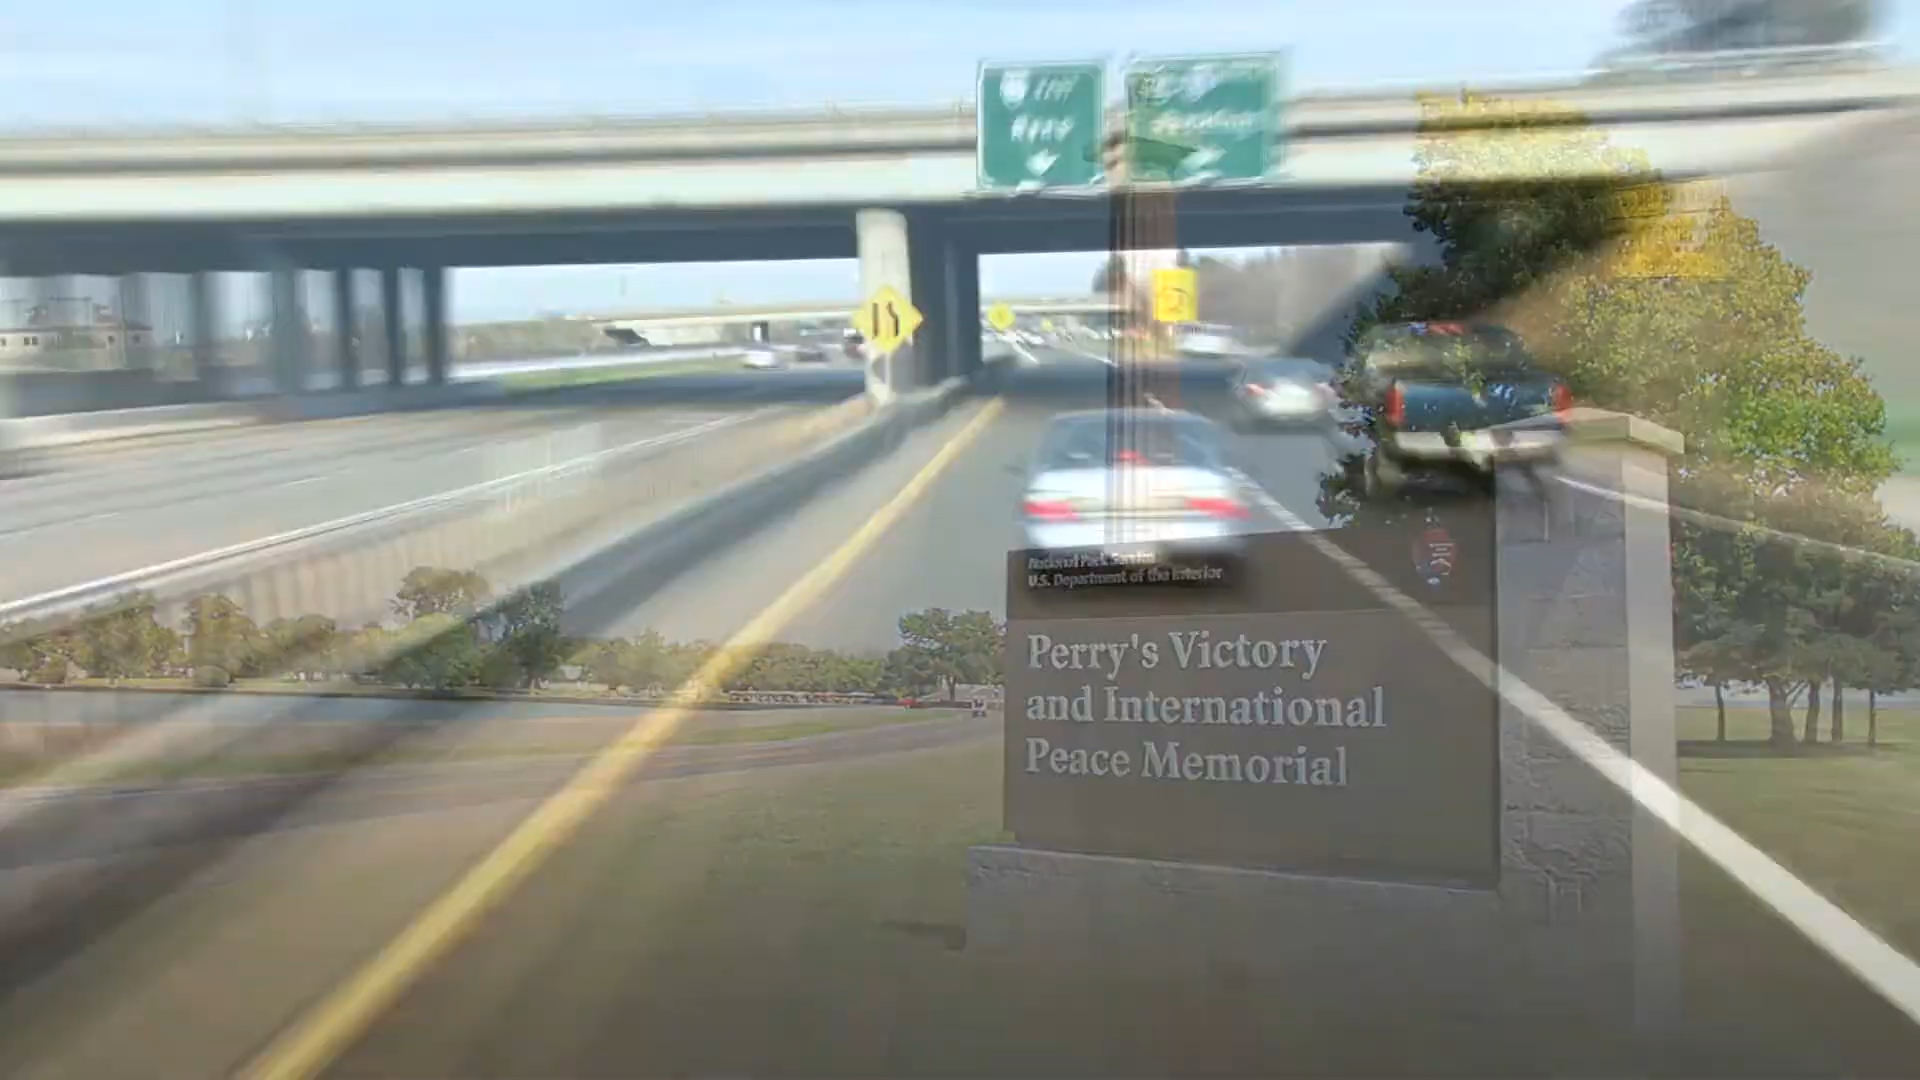 National Park Service
U.S. Department of the Interior
Perry's Victory
and International
Peace Memorial